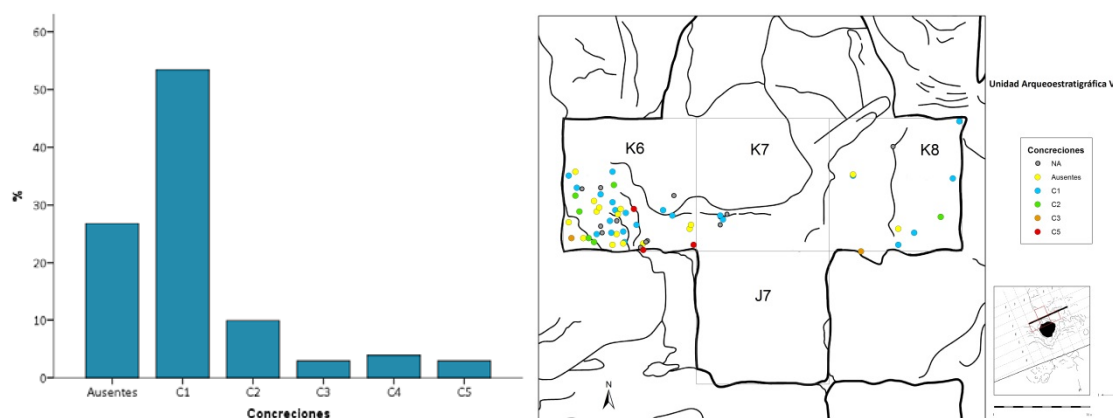 %
60
50
40
30
20
10
0
Ausentes C1 C2 C3 C4 C5
Concreciones
K6 K7 K8
J7
N
Unidad Arqueoestratigráfica V
Concreciones
NA
Ausentes
C1
C2
C3
C5